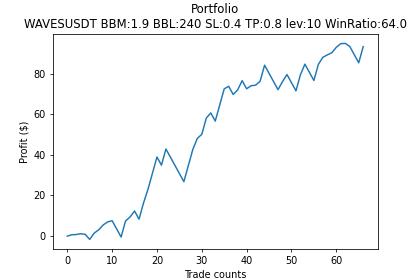 Portfolio
WAVESUSDT BBM:1.9 BBL:240 SL:0.4 TP:0.8 lev:10 WinRatio:64.0
Profit ($)
80
60
40
20
0
0 10 20 30 40 50 60
Trade counts